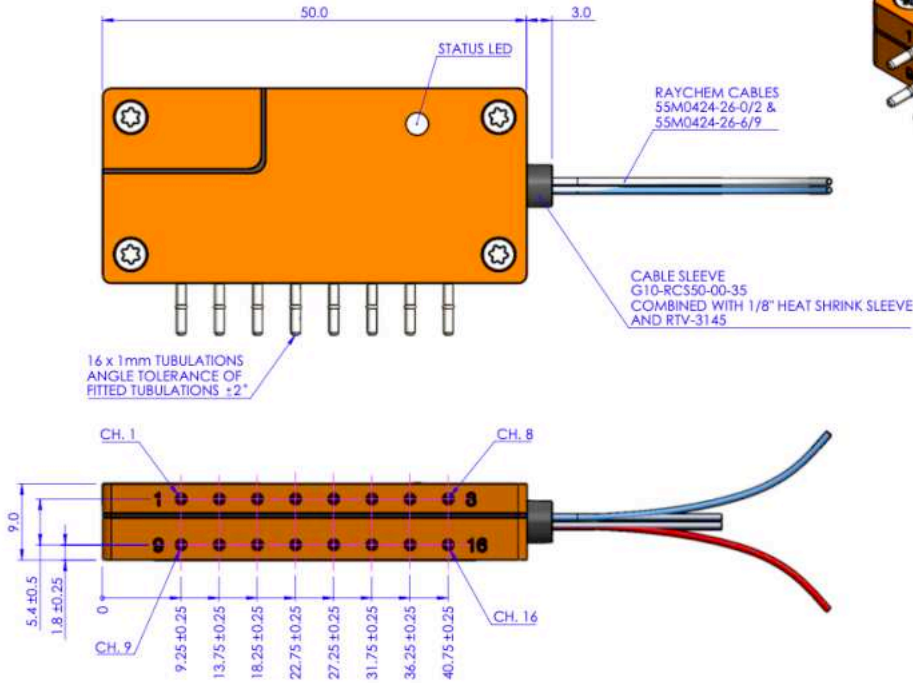 50.0
3.0
STATUS LED
RAYCHEM CABLES
55M0424-26-0/2 &
55M0424-26-6/9
CABLE SLEEVE
G10-RCS50-00-35
COMBINED WITH 1/8" HEAT SHRINK SLEEVE
AND RTV-3145
16 x 1mm TUBULATIONS
ANGLE TOLERANCE OF
FITTED TUBULATIONS ±2°
CH. 1
CH. 8
1
8
9
16
9.0
5.4 ±0.5
1.8 ±0.25
0
CH. 9
CH. 16
9.25 ±0.25
13.75 ±0.25
18.25 ±0.25
22.75 ±0.25
27.25 ±0.25
31.75 ±0.25
36.25 ±0.25
40.75 ±0.25
1